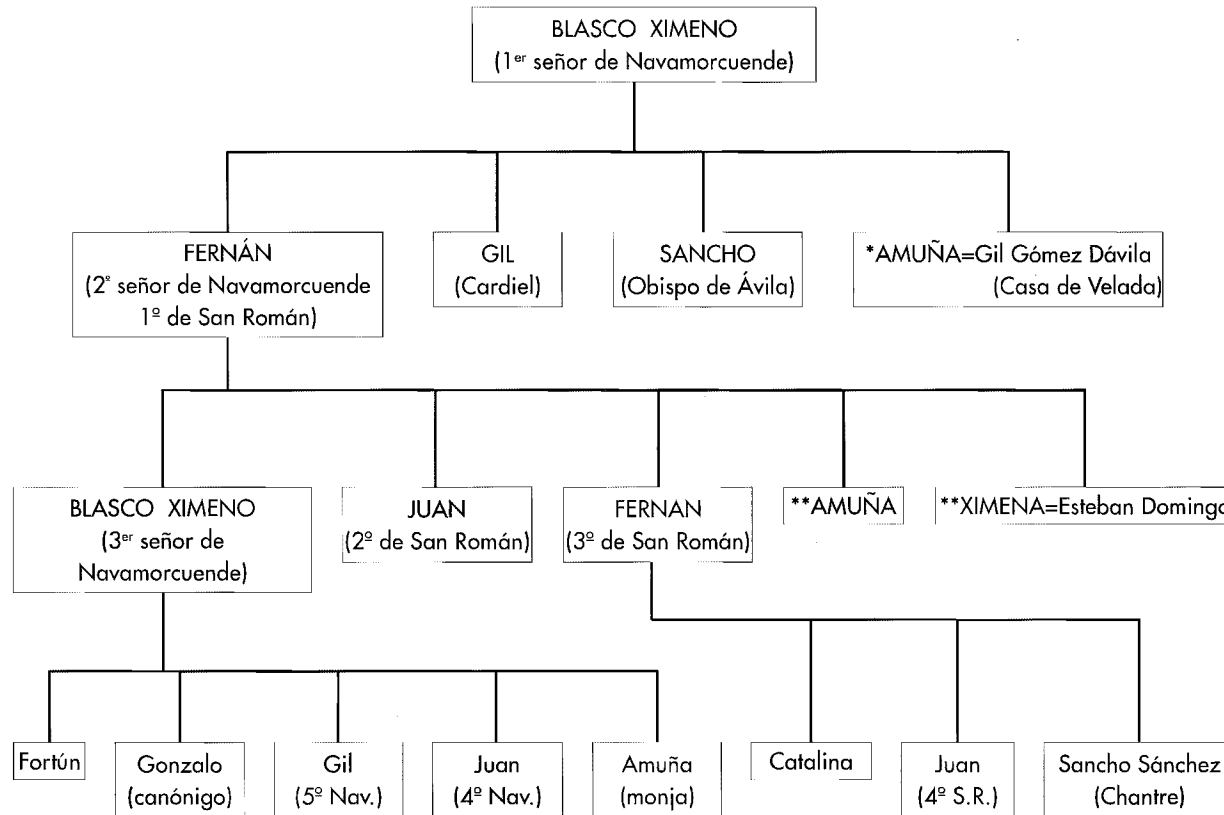 BLASCO XIMENO
(1er señor de Navamorcuende)
FERNÁN
(2º señor de Navamorcuende
1º de San Román)
GIL
(Cardiel)
SANCHO
(Obispo de Ávila)
*AMUÑA=Gil Gómez Dávila
(Casa de Velada)
BLASCO XIMENO
(3er señor de
Navamorcuende)
JUAN
(2º de San Román)
FERNAN
(3º de San Román)
**AMUÑA
**XIMENA=Esteban Domingo
Fortún
Gonzalo
(canónigo)
Gil
(5º Nav.)
Juan
(4º Nav.)
Amuña
(monja)
Catalina
Juan
(4º S.R.)
Sancho Sánchez
(Chantre)